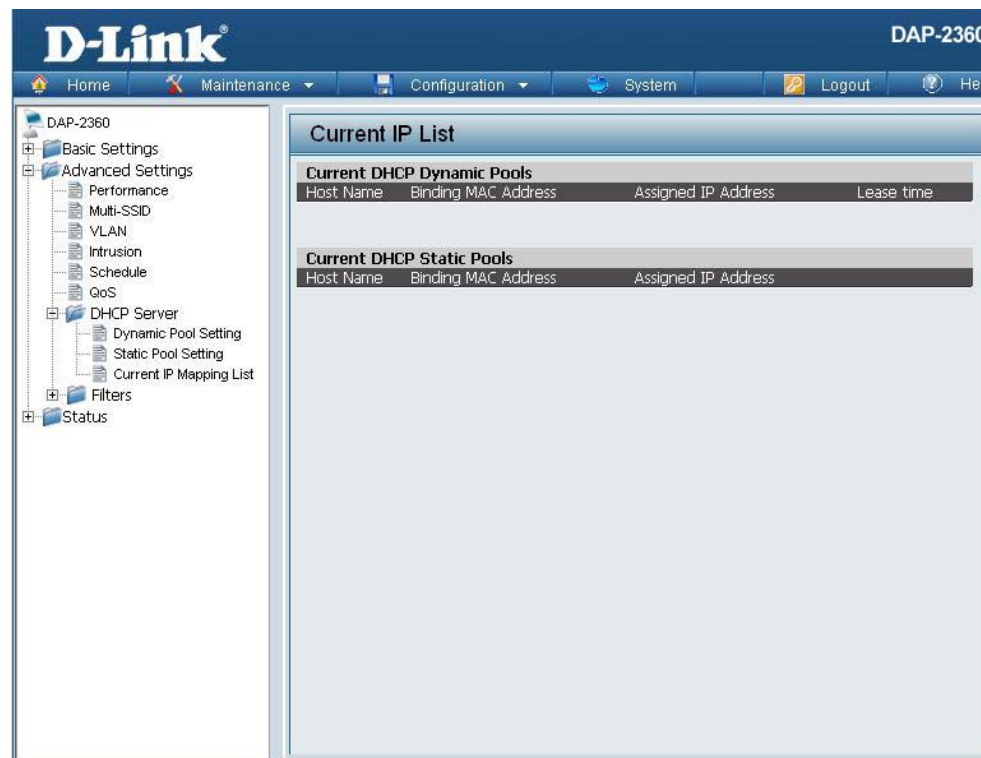 D-Link®
DAP-2360
Home Maintenance Configuration System Logout He
DAP-2360
Basic Settings
Advanced Settings
Performance
Multi-SSID
VLAN
Intrusion
Schedule
QoS
DHCP Server
Dynamic Pool Setting
Static Pool Setting
Current IP Mapping List
Filters
Status
Current IP List
Current DHCP Dynamic Pools
Host Name Binding MAC Address Assigned IP Address Lease time
Current DHCP Static Pools
Host Name Binding MAC Address Assigned IP Address